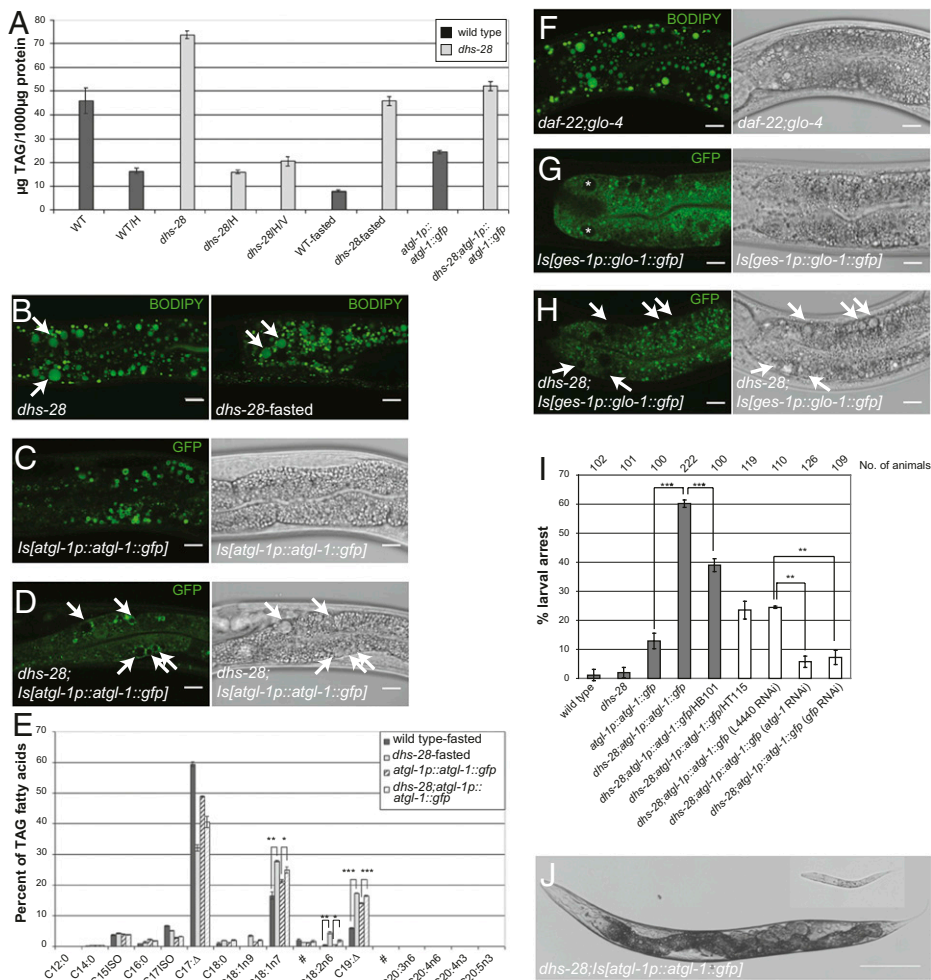 A
µg TAG/1000µg protein
80
70
60
50
40
30
20
10
0
wild type
dhs-28
WT
WT/H
dhs-28
dhs-28/H
dhs-28/H/V
WT-fasted
dhs-28-fasted
atgl-1p::
atgl-1::gfp
dhs-28;atgl-1p::
atgl-1::gfp
B
BODIPY
dhs-28
BODIPY
dhs-28-fasted
C
GFP
Is[atgl-1p::atgl-1::gfp]
Is[atgl-1p::atgl-1::gfp]
D
GFP
dhs-28;
Is[atgl-1p::atgl-1::gfp]
dhs-28;
Is[atgl-1p::atgl-1::gfp]
E
Percent of TAG fatty acids
70
60
50
40
30
20
10
0
wild type-fasted
dhs-28-fasted
atgl-1p::atgl-1::gfp
dhs-28;atgl-1p::
atgl-1::gfp
** *
** *
*** ***
C12:0
C14:0
C15ISO
C16:0
C17ISO
C17:Δ
C18:0
C18:1n9
C18:1n7
#
C18:2n6
C19:Δ
#
C20:3n6
C20:4n6
C20:4n3
C20:5n3
F
BODIPY
daf-22;glo-4
daf-22;glo-4
G
GFP
*
*
Is[ges-1p::glo-1::gfp]
Is[ges-1p::glo-1::gfp]
H
GFP
dhs-28;
Is[ges-1p::glo-1::gfp]
dhs-28;
Is[ges-1p::glo-1::gfp]
I
102 101 100 222 100 119 110 126 109 No. of animals
% larval arrest
70
60
50
40
30
20
10
0
*** ***
**
**
wild type
dhs-28
atgl-1p::atgl-1::gfp
dhs-28;atgl-1p::atgl-1::gfp
dhs-28;atgl-1p::atgl-1::gfp/HB101
dhs-28;atgl-1p::atgl-1::gfp/HT115
dhs-28;atgl-1p::atgl-1::gfp (L4440 RNAi)
dhs-28;atgl-1p::atgl-1::gfp (atgl-1 RNAi)
dhs-28;atgl-1p::atgl-1::gfp (gfp RNAi)
J
dhs-28;Is[atgl-1p::atgl-1::gfp]